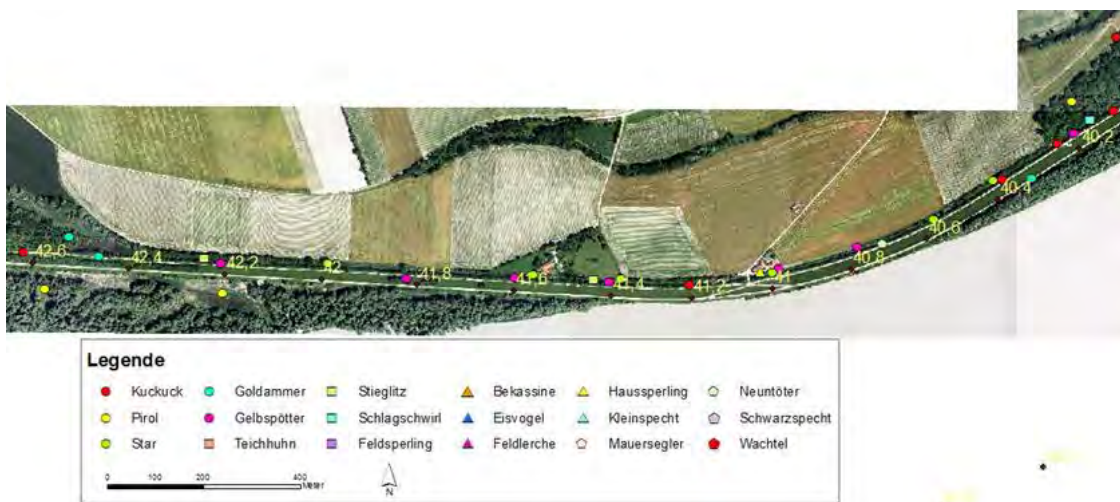 40,2
40,4
40,6
40,8
41
41,2
41,4
41,6
41,8
42
42,2
42,4
42,6
Legende
Kuckuck
Goldammer
Stieglitz
Bekassine
Haussperling
Neuntöter
Pirol
Gelbspötter
Schlagschwirl
Eisvogel
Kleinspecht
Schwarzspecht
Star
Teichhuhn
Feldsperling
Feldlerche
Mauersegler
Wachtel
0 100 200 400
Meter
N